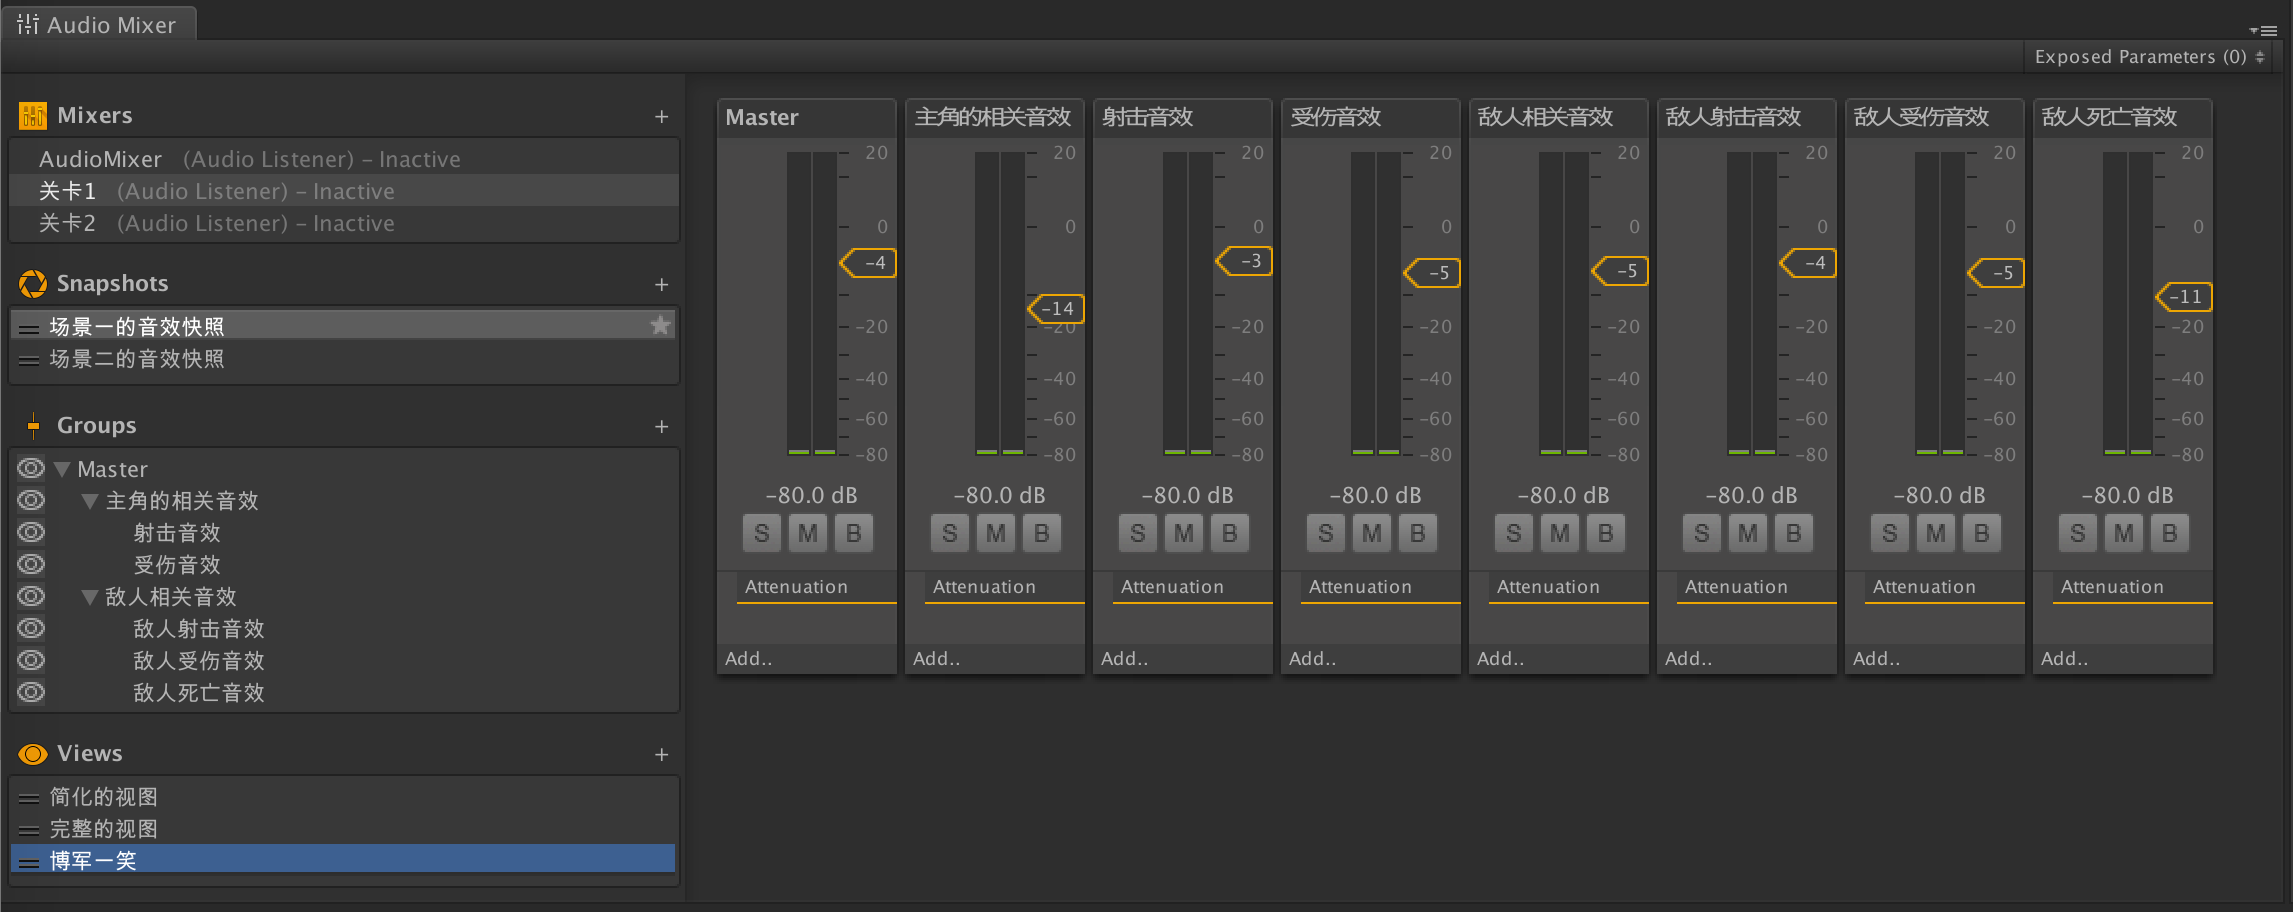 Audio Mixer
Exposed Parameters (0)
Mixers +
AudioMixer (Audio Listener) – Inactive
关卡1 (Audio Listener) – Inactive
关卡2 (Audio Listener) – Inactive
Snapshots +
场景一的音效快照
场景二的音效快照
Groups +
Master
主角的相关音效
射击音效
受伤音效
敌人相关音效
敌人射击音效
敌人受伤音效
敌人死亡音效
Views +
简化的视图
完整的视图
博军一笑
Master
20
0
-4
-20
-40
-60
-80
-80.0 dB
S M B
Attenuation
Add..
主角的相关音效
20
0
-14
-20
-40
-60
-80
-80.0 dB
S M B
Attenuation
Add..
射击音效
20
0
-3
-20
-40
-60
-80
-80.0 dB
S M B
Attenuation
Add..
受伤音效
20
0
-5
-20
-40
-60
-80
-80.0 dB
S M B
Attenuation
Add..
敌人相关音效
20
0
-5
-20
-40
-60
-80
-80.0 dB
S M B
Attenuation
Add..
敌人射击音效
20
0
-4
-20
-40
-60
-80
-80.0 dB
S M B
Attenuation
Add..
敌人受伤音效
20
0
-5
-20
-40
-60
-80
-80.0 dB
S M B
Attenuation
Add..
敌人死亡音效
20
0
-11
-20
-40
-60
-80
-80.0 dB
S M B
Attenuation
Add..